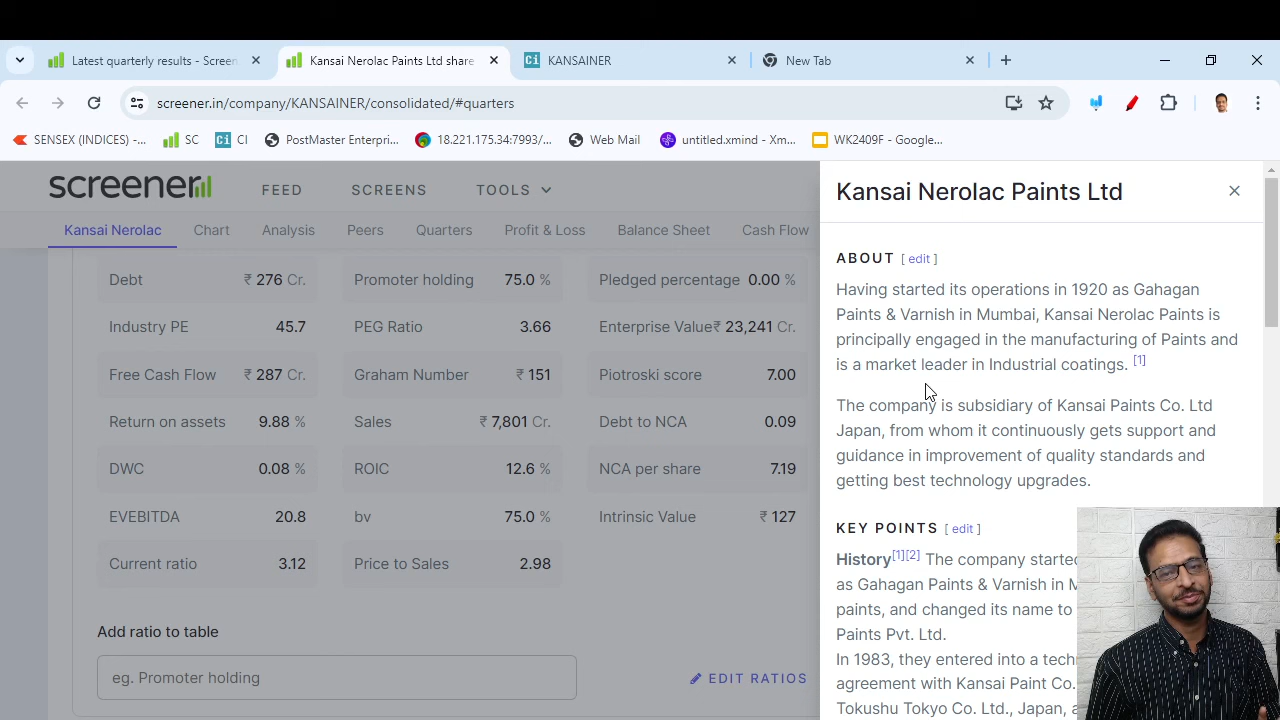 Latest quarterly results - Screen
Kansai Nerolac Paints Ltd share
Ci KANSAINER
New Tab
screener.in/company/KANSAINER/consolidated/#quarters
SENSEX (INDICES) -...
SC
Ci CI
PostMaster Enterpri...
18.221.175.34:7993/...
Web Mail
untitled.xmind - Xm...
WK2409F - Google...
screener
FEED
SCREENS
TOOLS
Kansai Nerolac
Chart
Analysis
Peers
Quarters
Profit & Loss
Balance Sheet
Cash Flow
Debt ₹ 276 Cr.
Promoter holding 75.0 %
Pledged percentage 0.00 %
Industry PE 45.7
PEG Ratio 3.66
Enterprise Value ₹ 23,241 Cr.
Free Cash Flow ₹ 287 Cr.
Graham Number ₹ 151
Piotroski score 7.00
Return on assets 9.88 %
Sales ₹ 7,801 Cr.
Debt to NCA 0.09
DWC 0.08 %
ROIC 12.6 %
NCA per share 7.19
EVEBITDA 20.8
bv 75.0 %
Intrinsic Value ₹ 127
Current ratio 3.12
Price to Sales 2.98
Add ratio to table
eg. Promoter holding
EDIT RATIOS
Kansai Nerolac Paints Ltd
ABOUT [ edit ]
Having started its operations in 1920 as Gahagan
Paints & Varnish in Mumbai, Kansai Nerolac Paints is
principally engaged in the manufacturing of Paints and
is a market leader in Industrial coatings. [1]
The company is subsidiary of Kansai Paints Co. Ltd
Japan, from whom it continuously gets support and
guidance in improvement of quality standards and
getting best technology upgrades.
KEY POINTS [ edit ]
History[1][2] The company started
as Gahagan Paints & Varnish in
paints, and changed its name to
Paints Pvt. Ltd.
In 1983, they entered into a
agreement with Kansai Paint Co.
Tokushu Tokyo Co. Ltd., Japan,